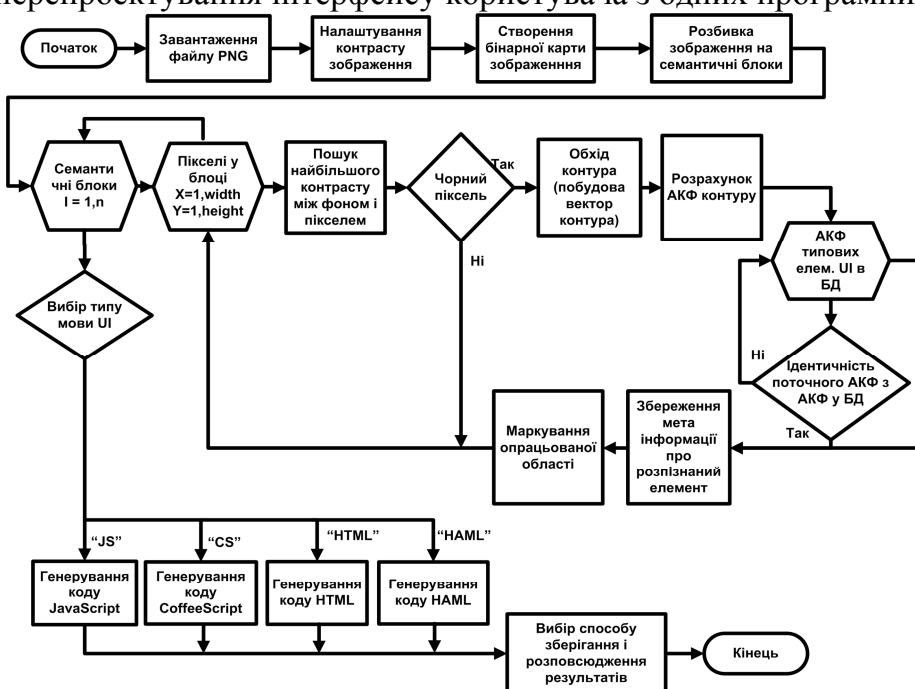 перепроектування інтерфейсу користувача з одних програмни
Початок
Завантаження
файлу PNG
Налаштування
контрасту
зображення
Створення
бінарної карти
зображенння
Розбивка
зображення на
семантичні блоки
Семанти
чні блоки
I = 1,n
Пікселі у
блоці
X=1,width
Y=1,height
Пошук
найбільшого
контрасту
між фоном і
пікселем
Чорний
піксель
Так
Ні
Обхід
контура
(побудова
вектор
контура)
Розрахунок
АКФ контуру
АКФ
типових
елем. UI в
БД
Ні
Ідентичність
поточного АКФ з
АКФ у БД
Так
Збереження
мета
інформації
про
розпізнаний
елемент
Маркування
опрацьованої
області
Вибір типу
мови UI
“JS”
“CS”
“HTML”
“HAML”
Генерування
коду
JavaScript
Генерування
коду
CoffeeScript
Генерування
коду HTML
Генерування
коду HAML
Вибір способу
зберігання і
розповсюдження
результатів
Кінець